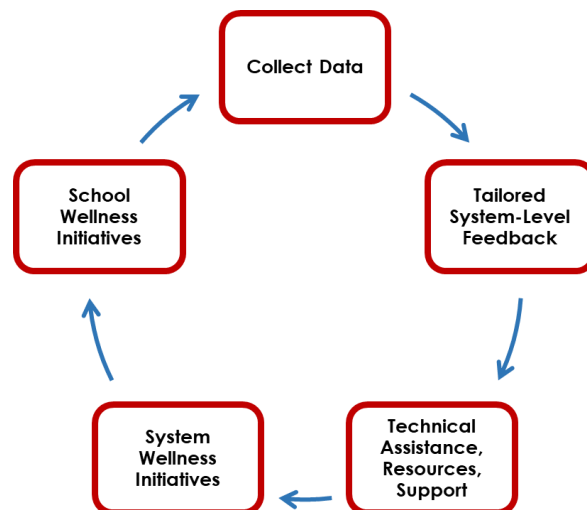 Collect Data
Tailored
System-Level
Feedback
Technical
Assistance,
Resources,
Support
System
Wellness
Initiatives
School
Wellness
Initiatives